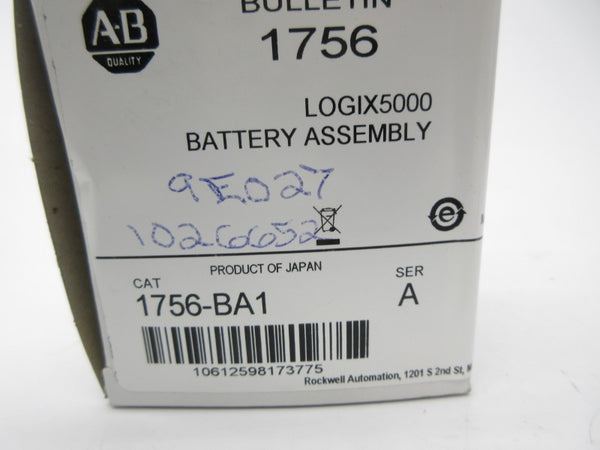 BULLETIN
1756
A-B
QUALITY
LOGIX5000
BATTERY ASSEMBLY
9E027
1026652
PRODUCT OF JAPAN
CAT
1756-BA1
SER
A
10612598173775
Rockwell Automation, 1201 S 2nd St,